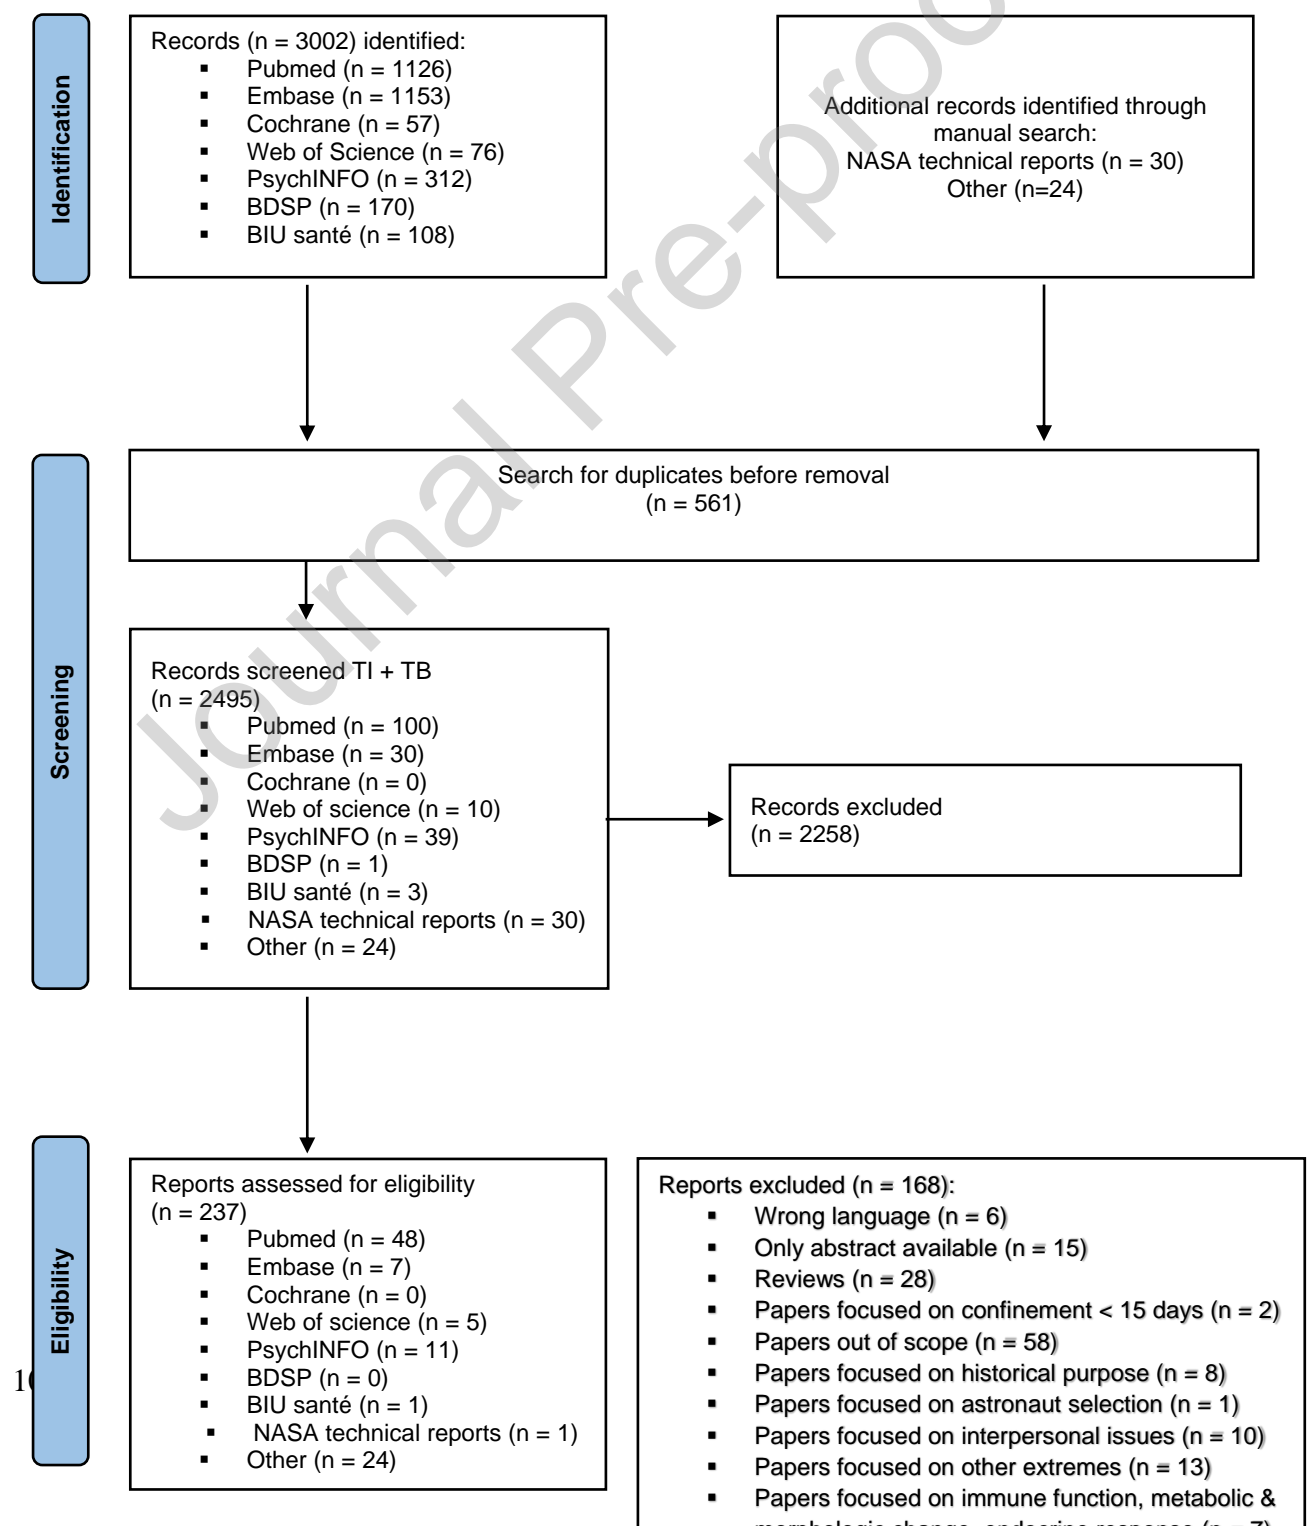 Identification
Records (n = 3002) identified:
▪ Pubmed (n = 1126)
▪ Embase (n = 1153)
▪ Cochrane (n = 57)
▪ Web of Science (n = 76)
▪ PsychINFO (n = 312)
▪ BDSP (n = 170)
▪ BIU santé (n = 108)
Additional records identified through
manual search:
NASA technical reports (n = 30)
Other (n=24)
Journal Pre-proo
Screening
Search for duplicates before removal
(n = 561)
Records screened TI + TB
(n = 2495)
▪ Pubmed (n = 100)
▪ Embase (n = 30)
▪ Cochrane (n = 0)
▪ Web of science (n = 10)
▪ PsychINFO (n = 39)
▪ BDSP (n = 1)
▪ BIU santé (n = 3)
▪ NASA technical reports (n = 30)
▪ Other (n = 24)
Records excluded
(n = 2258)
Eligibility
Reports assessed for eligibility
(n = 237)
▪ Pubmed (n = 48)
▪ Embase (n = 7)
▪ Cochrane (n = 0)
▪ Web of science (n = 5)
▪ PsychINFO (n = 11)
▪ BDSP (n = 0)
▪ BIU santé (n = 1)
▪ NASA technical reports (n = 1)
▪ Other (n = 24)
Reports excluded (n = 168):
▪ Wrong language (n = 6)
▪ Only abstract available (n = 15)
▪ Reviews (n = 28)
▪ Papers focused on confinement < 15 days (n = 2)
▪ Papers out of scope (n = 58)
▪ Papers focused on historical purpose (n = 8)
▪ Papers focused on astronaut selection (n = 1)
▪ Papers focused on interpersonal issues (n = 10)
▪ Papers focused on other extremes (n = 13)
▪ Papers focused on immune function, metabolic &
morphologic change, endocrine response (n = 7)